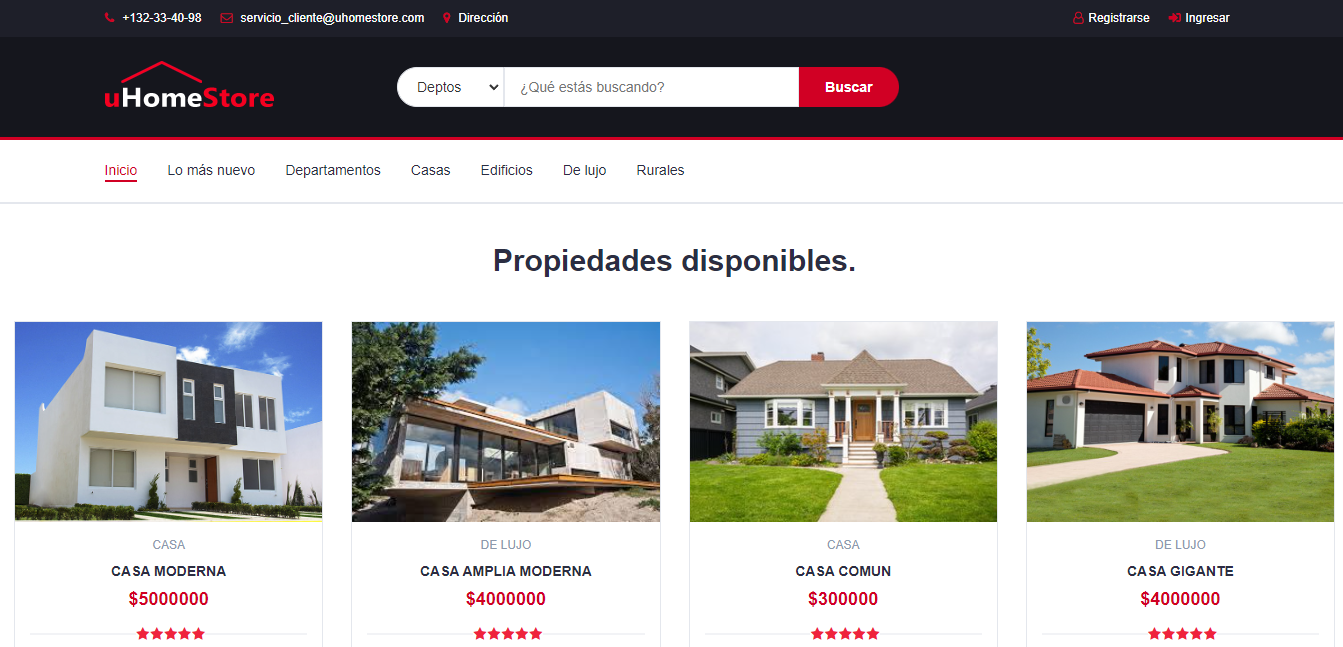 +132-33-40-98 servicio_cliente@uhomestore.com Dirección Registrarse Ingresar
uHomeStore
Deptos ¿Qué estás buscando? Buscar
Inicio Lo más nuevo Departamentos Casas Edificios De lujo Rurales
Propiedades disponibles.
CASA DE LUJO CASA DE LUJO
CASA MODERNA CASA AMPLIA MODERNA CASA COMUN CASA GIGANTE
$5000000 $4000000 $300000 $4000000